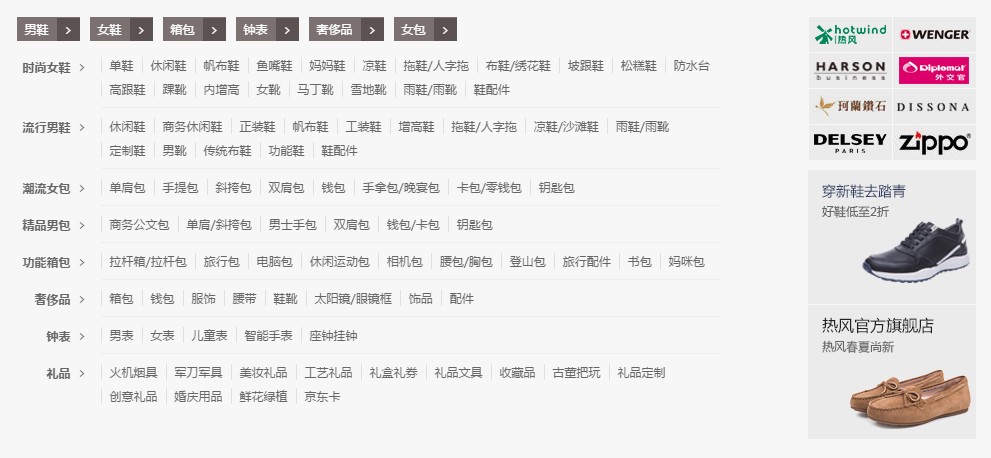 男鞋 > 女鞋 > 箱包 > 钟表 > 奢侈品 > 女包 >
时尚女鞋 > 单鞋 休闲鞋 帆布鞋 鱼嘴鞋 妈妈鞋 凉鞋 拖鞋/人字拖 布鞋/绣花鞋 坡跟鞋 松糕鞋 防水台
高跟鞋 踝靴 内增高 女靴 马丁靴 雪地靴 雨鞋/雨靴 鞋配件
流行男鞋 > 休闲鞋 商务休闲鞋 正装鞋 帆布鞋 工装鞋 增高鞋 拖鞋/人字拖 凉鞋/沙滩鞋 雨鞋/雨靴
定制鞋 男靴 传统布鞋 功能鞋 鞋配件
潮流女包 > 单肩包 手提包 斜挎包 双肩包 钱包 手拿包/晚宴包 卡包/零钱包 钥匙包
精品男包 > 商务公文包 单肩/斜挎包 男士手包 双肩包 钱包/卡包 钥匙包
功能箱包 > 拉杆箱/拉杆包 旅行包 电脑包 休闲运动包 相机包 腰包/胸包 登山包 旅行配件 书包 妈咪包
奢侈品 > 箱包 钱包 服饰 腰带 鞋靴 太阳镜/眼镜框 饰品 配件
钟表 > 男表 女表 儿童表 智能手表 座钟挂钟
礼品 > 火机烟具 军刀军具 美妆礼品 工艺礼品 礼盒礼券 礼品文具 收藏品 古董把玩 礼品定制
创意礼品 婚庆用品 鲜花绿植 京东卡
hotwind
热风
WENGER
HARSON
business
Diplomat
外交官
珂蘭鑽石
DISSONA
DELSEY
PARIS
zippo
穿新鞋去踏青
好鞋低至2折
热风官方旗舰店
热风春夏尚新